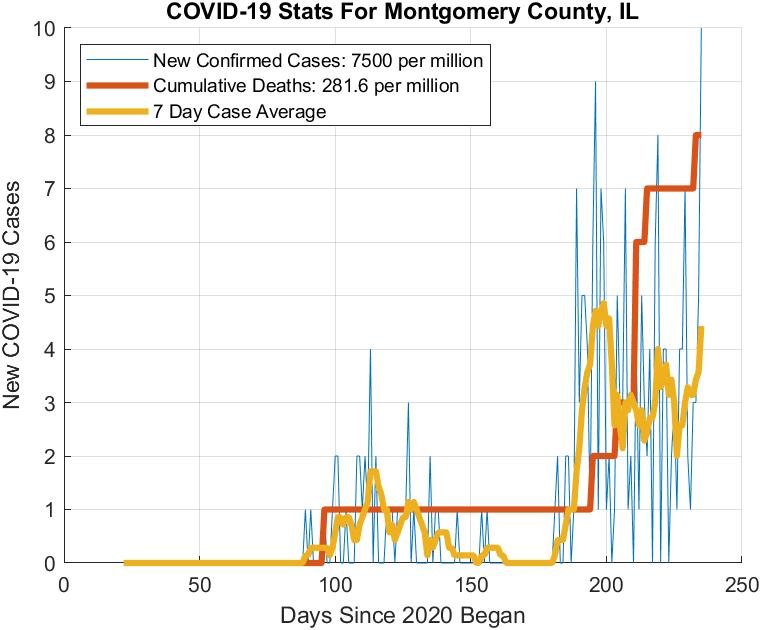 COVID-19 Stats For Montgomery County, IL
New Confirmed Cases: 7500 per million
Cumulative Deaths: 281.6 per million
7 Day Case Average
New COVID-19 Cases
10
9
8
7
6
5
4
3
2
1
0
0 50 100 150 200 250
Days Since 2020 Began